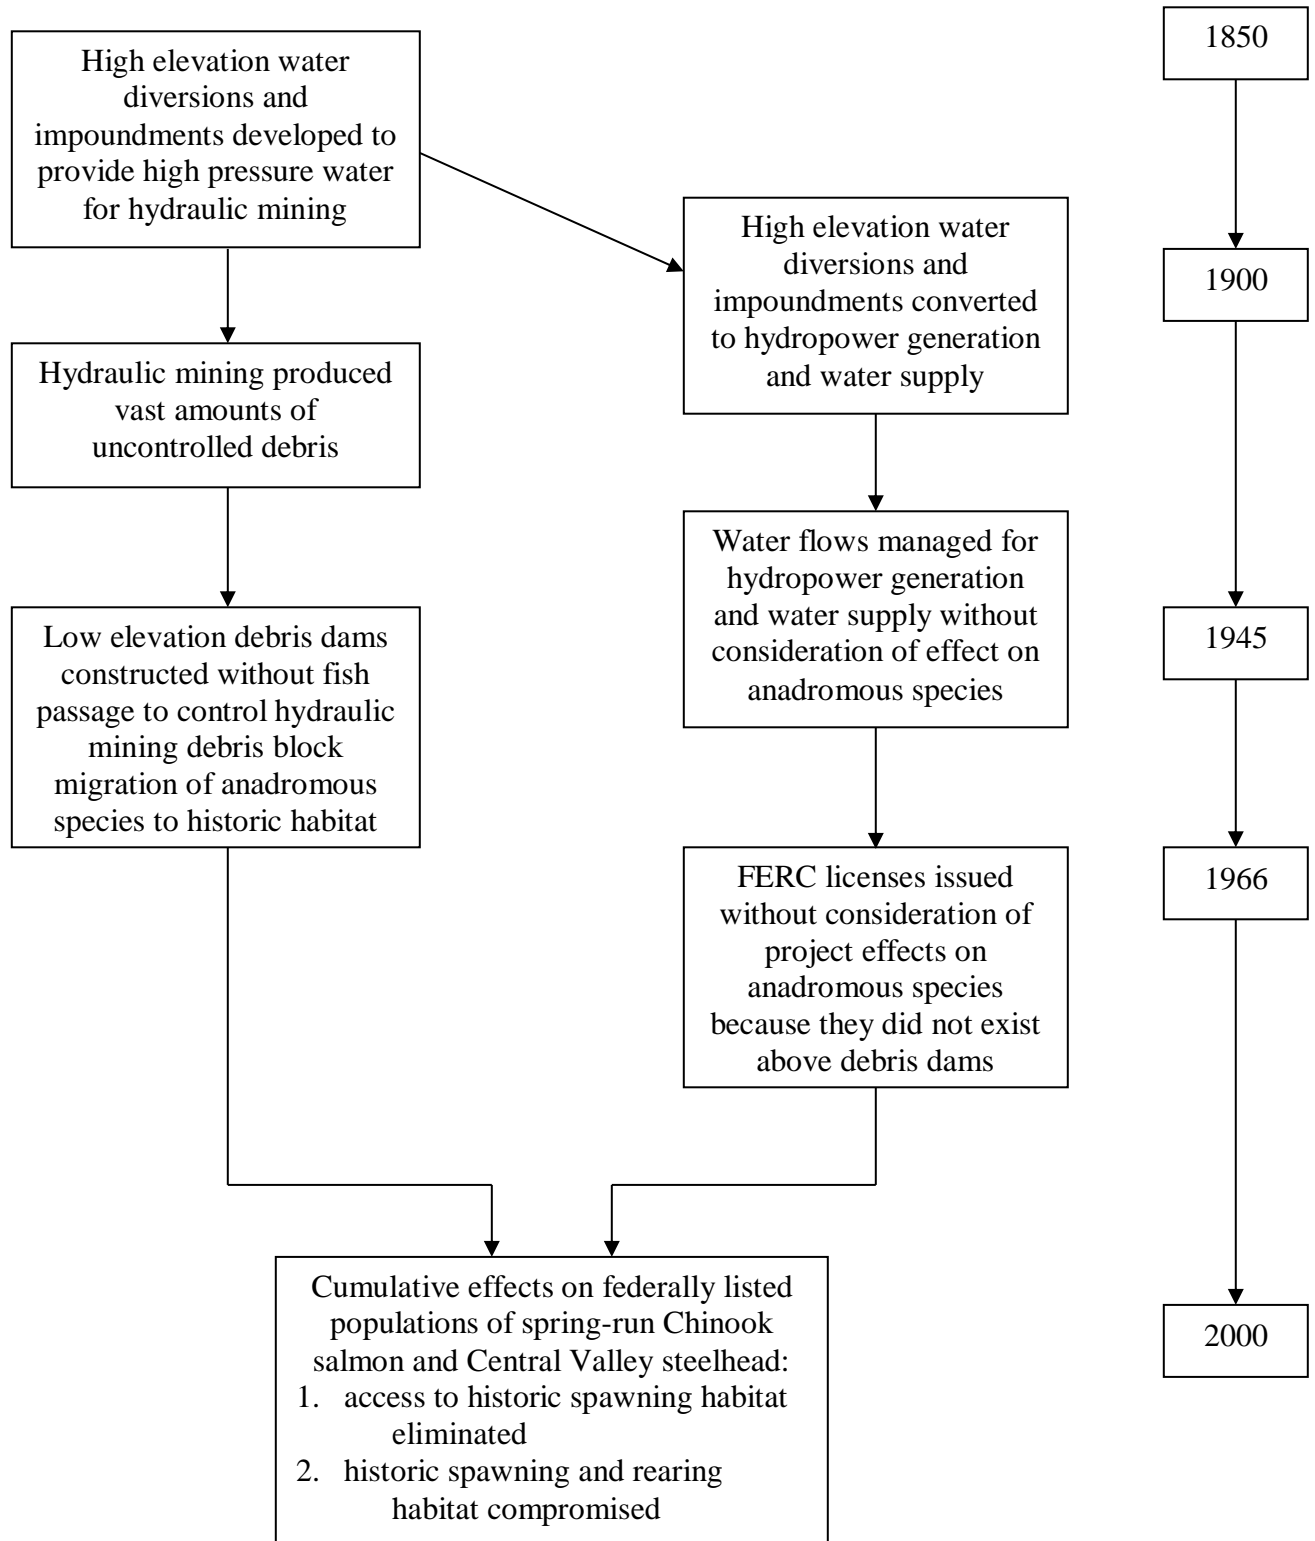 High elevation water
diversions and
impoundments developed to
provide high pressure water
for hydraulic mining
Hydraulic mining produced
vast amounts of
uncontrolled debris
Low elevation debris dams
constructed without fish
passage to control hydraulic
mining debris block
migration of anadromous
species to historic habitat
High elevation water
diversions and
impoundments converted
to hydropower generation
and water supply
Water flows managed for
hydropower generation
and water supply without
consideration of effect on
anadromous species
FERC licenses issued
without consideration of
project effects on
anadromous species
because they did not exist
above debris dams
Cumulative effects on federally listed
populations of spring-run Chinook
salmon and Central Valley steelhead:
1. access to historic spawning habitat
eliminated
2. historic spawning and rearing
habitat compromised
1850
1900
1945
1966
2000